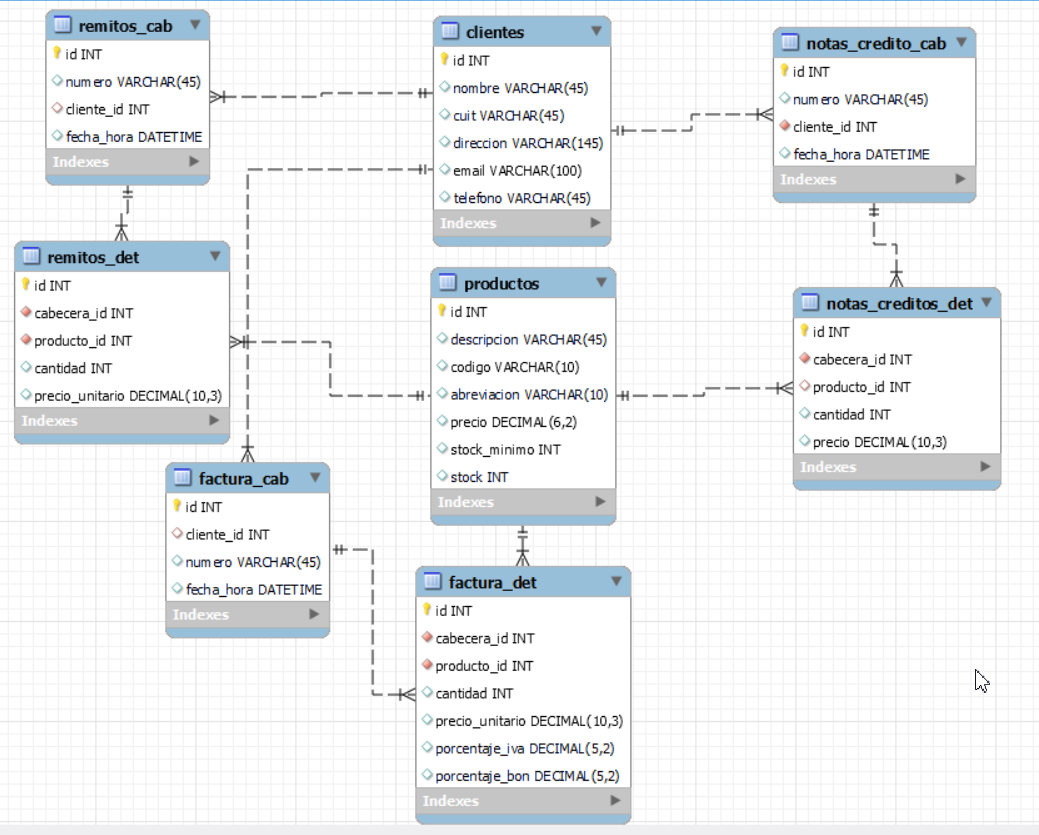 remitos_cab
id INT
numero VARCHAR(45)
cliente_id INT
fecha_hora DATETIME
Indexes
clientes
id INT
nombre VARCHAR(45)
cuit VARCHAR(45)
direccion VARCHAR(145)
email VARCHAR(100)
telefono VARCHAR(45)
Indexes
notas_credito_cab
id INT
numero VARCHAR(45)
cliente_id INT
fecha_hora DATETIME
Indexes
remitos_det
id INT
cabecera_id INT
producto_id INT
cantidad INT
precio_unitario DECIMAL(10,3)
Indexes
productos
id INT
descripcion VARCHAR(45)
codigo VARCHAR(10)
abreviacion VARCHAR(10)
precio DECIMAL(6,2)
stock_minimo INT
stock INT
Indexes
notas_creditos_det
id INT
cabecera_id INT
producto_id INT
cantidad INT
precio DECIMAL(10,3)
Indexes
factura_cab
id INT
cliente_id INT
numero VARCHAR(45)
fecha_hora DATETIME
Indexes
factura_det
id INT
cabecera_id INT
producto_id INT
cantidad INT
precio_unitario DECIMAL(10,3)
porcentaje_iva DECIMAL(5,2)
porcentaje_bon DECIMAL(5,2)
Indexes